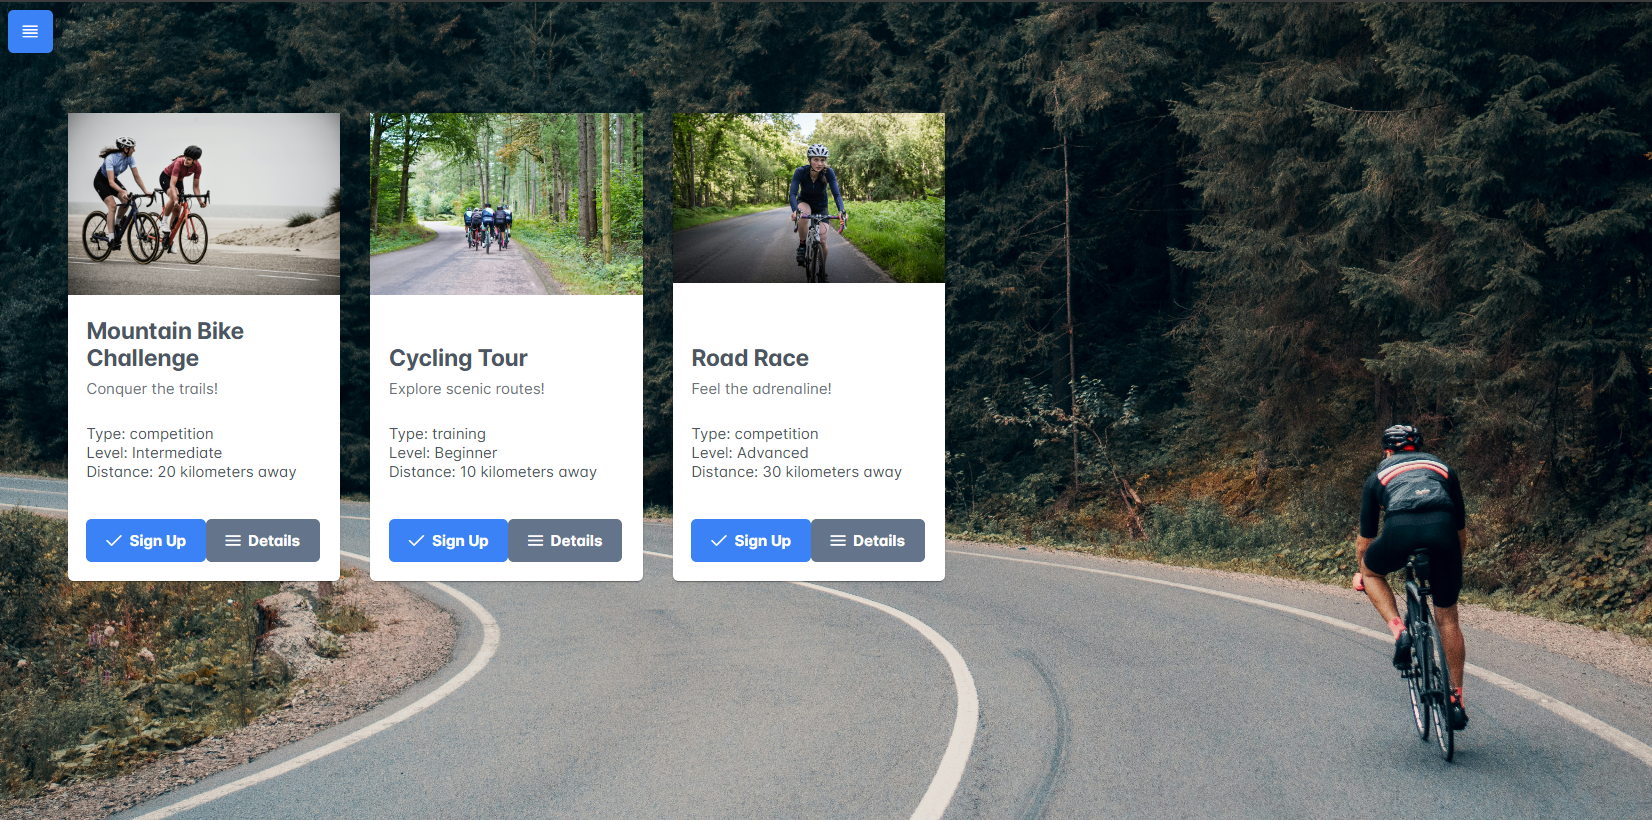 Mountain Bike
Challenge
Conquer the trails!
Type: competition
Level: Intermediate
Distance: 20 kilometers away
Sign Up
Details
Cycling Tour
Explore scenic routes!
Type: training
Level: Beginner
Distance: 10 kilometers away
Sign Up
Details
Road Race
Feel the adrenaline!
Type: competition
Level: Advanced
Distance: 30 kilometers away
Sign Up
Details